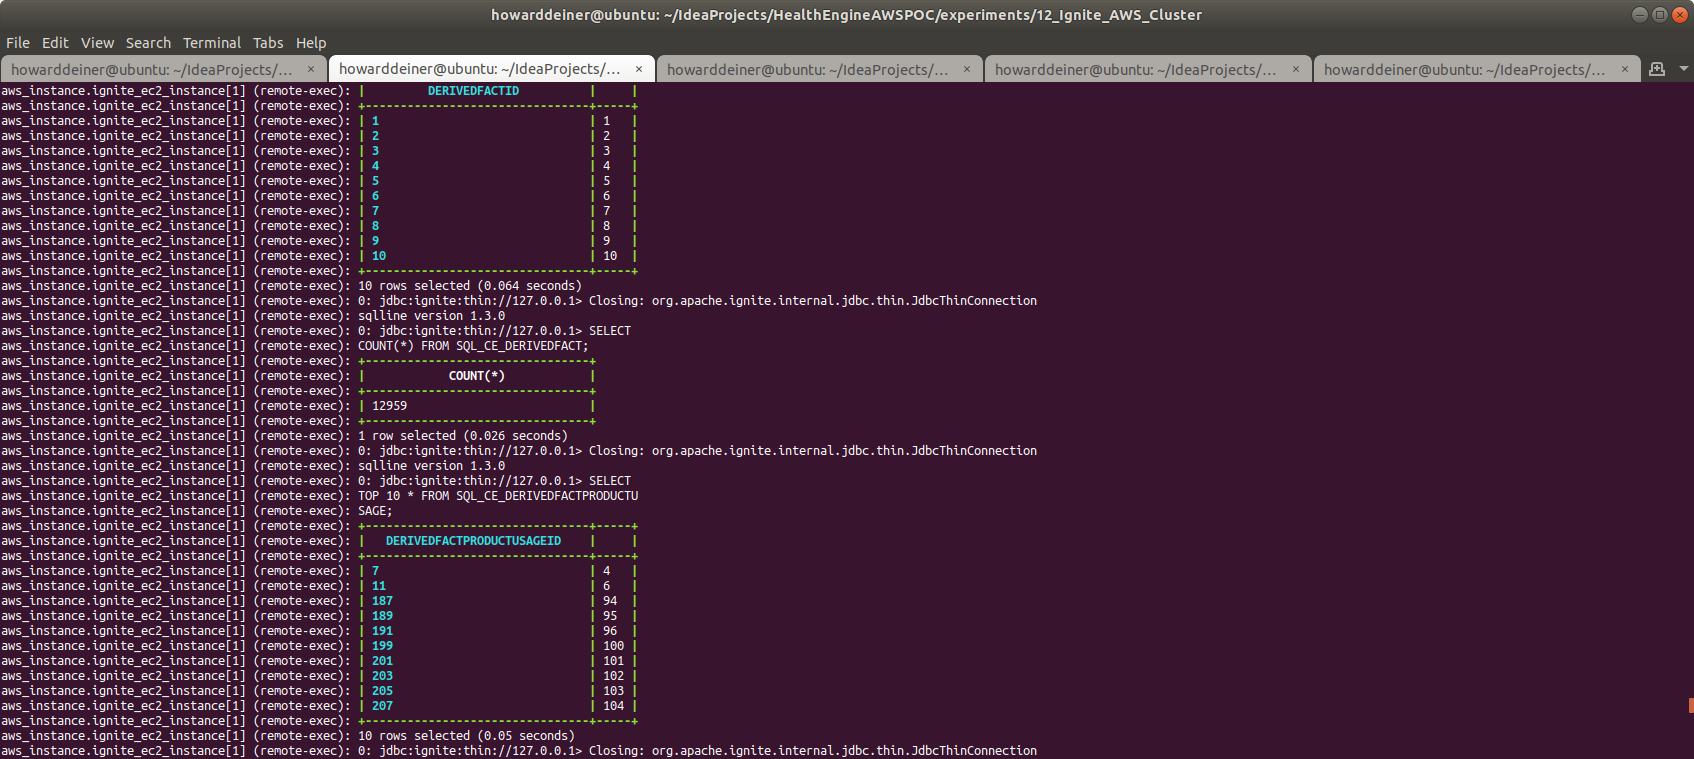 howarddeiner@ubuntu: ~/IdeaProjects/HealthEngineAWSPOC/experiments/12_Ignite_AWS_Cluster
File Edit View Search Terminal Tabs Help
howarddeiner@ubuntu: ~/IdeaProjects/... × howarddeiner@ubuntu: ~/IdeaProjects/... × howarddeiner@ubuntu: ~/IdeaProjects/... × howarddeiner@ubuntu: ~/IdeaProjects/... × howarddeiner@ubuntu: ~/IdeaProjects/... ×
aws_instance.ignite_ec2_instance[1] (remote-exec): |         DERIVEDFACTID          |     |
aws_instance.ignite_ec2_instance[1] (remote-exec): +--------------------------------+-----+
aws_instance.ignite_ec2_instance[1] (remote-exec): | 1                              | 1   |
aws_instance.ignite_ec2_instance[1] (remote-exec): | 2                              | 2   |
aws_instance.ignite_ec2_instance[1] (remote-exec): | 3                              | 3   |
aws_instance.ignite_ec2_instance[1] (remote-exec): | 4                              | 4   |
aws_instance.ignite_ec2_instance[1] (remote-exec): | 5                              | 5   |
aws_instance.ignite_ec2_instance[1] (remote-exec): | 6                              | 6   |
aws_instance.ignite_ec2_instance[1] (remote-exec): | 7                              | 7   |
aws_instance.ignite_ec2_instance[1] (remote-exec): | 8                              | 8   |
aws_instance.ignite_ec2_instance[1] (remote-exec): | 9                              | 9   |
aws_instance.ignite_ec2_instance[1] (remote-exec): | 10                             | 10  |
aws_instance.ignite_ec2_instance[1] (remote-exec): +--------------------------------+-----+
aws_instance.ignite_ec2_instance[1] (remote-exec): 10 rows selected (0.064 seconds)
aws_instance.ignite_ec2_instance[1] (remote-exec): 0: jdbc:ignite:thin://127.0.0.1> Closing: org.apache.ignite.internal.jdbc.thin.JdbcThinConnection
aws_instance.ignite_ec2_instance[1] (remote-exec): sqlline version 1.3.0
aws_instance.ignite_ec2_instance[1] (remote-exec): 0: jdbc:ignite:thin://127.0.0.1> SELECT
aws_instance.ignite_ec2_instance[1] (remote-exec): COUNT(*) FROM SQL_CE_DERIVEDFACT;
aws_instance.ignite_ec2_instance[1] (remote-exec): +--------------------------------+
aws_instance.ignite_ec2_instance[1] (remote-exec): |            COUNT(*)            |
aws_instance.ignite_ec2_instance[1] (remote-exec): +--------------------------------+
aws_instance.ignite_ec2_instance[1] (remote-exec): | 12959                          |
aws_instance.ignite_ec2_instance[1] (remote-exec): +--------------------------------+
aws_instance.ignite_ec2_instance[1] (remote-exec): 1 row selected (0.026 seconds)
aws_instance.ignite_ec2_instance[1] (remote-exec): 0: jdbc:ignite:thin://127.0.0.1> Closing: org.apache.ignite.internal.jdbc.thin.JdbcThinConnection
aws_instance.ignite_ec2_instance[1] (remote-exec): sqlline version 1.3.0
aws_instance.ignite_ec2_instance[1] (remote-exec): 0: jdbc:ignite:thin://127.0.0.1> SELECT
aws_instance.ignite_ec2_instance[1] (remote-exec): TOP 10 * FROM SQL_CE_DERIVEDFACTPRODUCTU
aws_instance.ignite_ec2_instance[1] (remote-exec): SAGE;
aws_instance.ignite_ec2_instance[1] (remote-exec): +--------------------------------+-----+
aws_instance.ignite_ec2_instance[1] (remote-exec): |   DERIVEDFACTPRODUCTUSAGEID    |     |
aws_instance.ignite_ec2_instance[1] (remote-exec): +--------------------------------+-----+
aws_instance.ignite_ec2_instance[1] (remote-exec): | 7                              | 4   |
aws_instance.ignite_ec2_instance[1] (remote-exec): | 11                             | 6   |
aws_instance.ignite_ec2_instance[1] (remote-exec): | 187                            | 94  |
aws_instance.ignite_ec2_instance[1] (remote-exec): | 189                            | 95  |
aws_instance.ignite_ec2_instance[1] (remote-exec): | 191                            | 96  |
aws_instance.ignite_ec2_instance[1] (remote-exec): | 199                            | 100 |
aws_instance.ignite_ec2_instance[1] (remote-exec): | 201                            | 101 |
aws_instance.ignite_ec2_instance[1] (remote-exec): | 203                            | 102 |
aws_instance.ignite_ec2_instance[1] (remote-exec): | 205                            | 103 |
aws_instance.ignite_ec2_instance[1] (remote-exec): | 207                            | 104 |
aws_instance.ignite_ec2_instance[1] (remote-exec): +--------------------------------+-----+
aws_instance.ignite_ec2_instance[1] (remote-exec): 10 rows selected (0.05 seconds)
aws_instance.ignite_ec2_instance[1] (remote-exec): 0: jdbc:ignite:thin://127.0.0.1> Closing: org.apache.ignite.internal.jdbc.thin.JdbcThinConnection